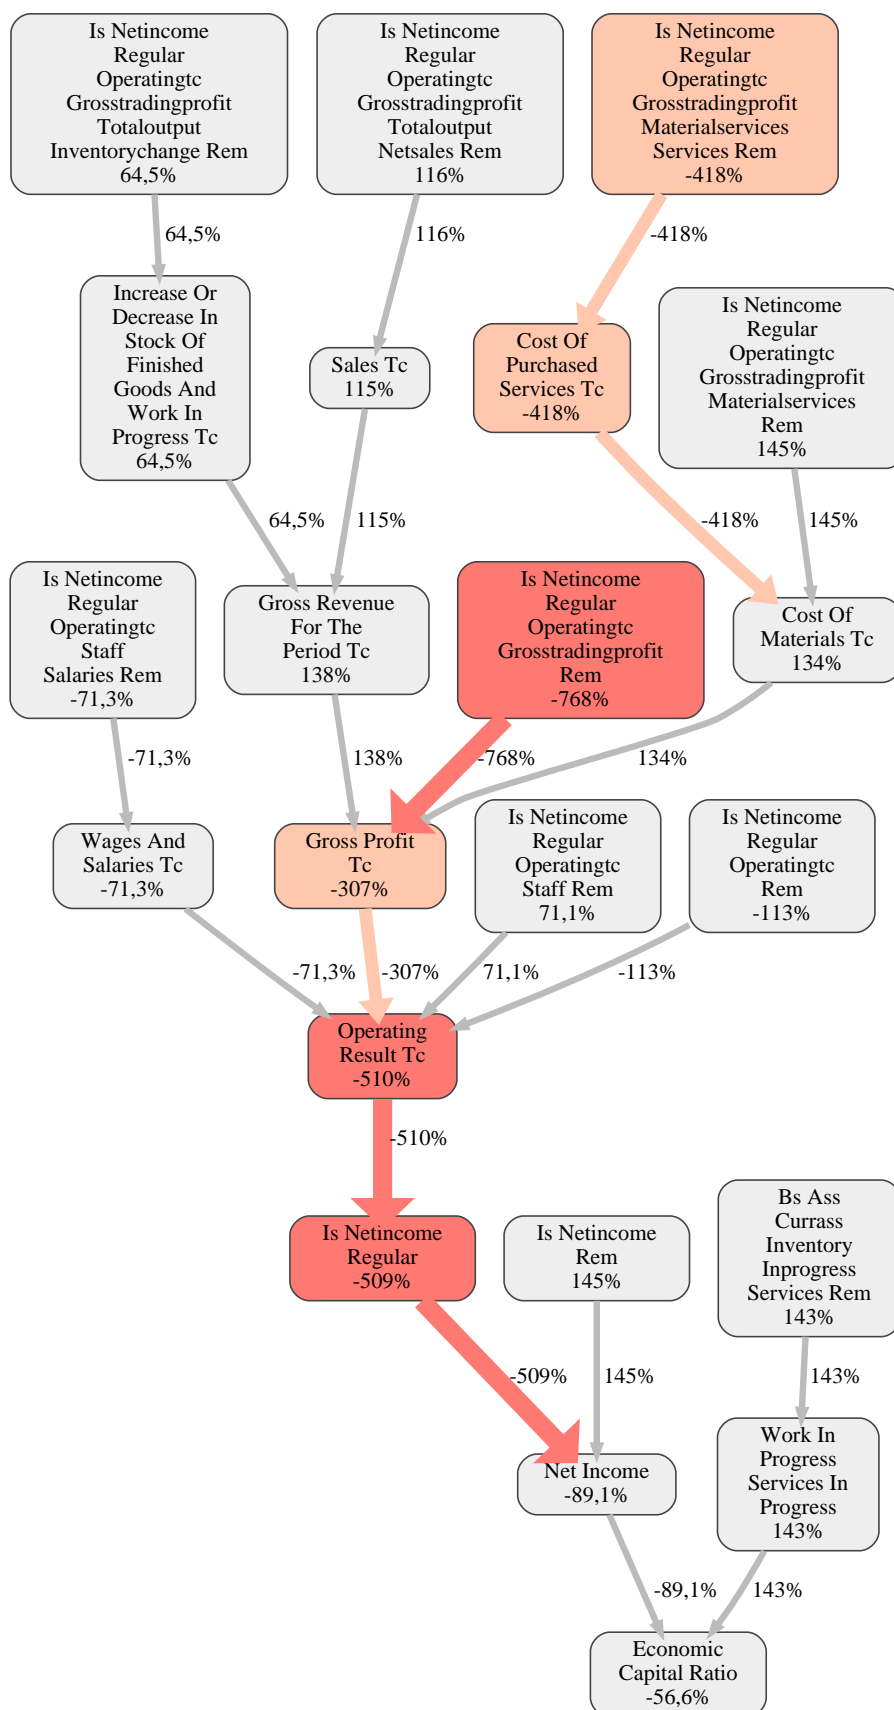 Is Netincome
Regular
Operatingtc
Grosstradingprofit
Totaloutput
Inventorychange Rem
64,5%
Is Netincome
Regular
Operatingtc
Grosstradingprofit
Totaloutput
Netsales Rem
116%
Is Netincome
Regular
Operatingtc
Grosstradingprofit
Materialservices
Services Rem
-418%
64,5%
116%
-418%
Increase Or
Decrease In
Stock Of
Finished
Goods And
Work In
Progress Tc
64,5%
Sales Tc
115%
Cost Of
Purchased
Services Tc
-418%
Is Netincome
Regular
Operatingtc
Grosstradingprofit
Materialservices
Rem
145%
64,5%
115%
-418%
145%
Is Netincome
Regular
Operatingtc
Staff
Salaries Rem
-71,3%
Gross Revenue
For The
Period Tc
138%
Is Netincome
Regular
Operatingtc
Grosstradingprofit
Rem
-768%
Cost Of
Materials Tc
134%
-71,3%
138%
-768%
134%
Wages And
Salaries Tc
-71,3%
Gross Profit
Tc
-307%
Is Netincome
Regular
Operatingtc
Staff Rem
71,1%
Is Netincome
Regular
Operatingtc
Rem
-113%
-71,3%
-307%
71,1%
-113%
Operating
Result Tc
-510%
-510%
Is Netincome
Regular
-509%
Is Netincome
Rem
145%
Bs Ass
Currass
Inventory
Inprogress
Services Rem
143%
-509%
145%
143%
Net Income
-89,1%
Work In
Progress
Services In
Progress
143%
-89,1%
143%
Economic
Capital Ratio
-56,6%